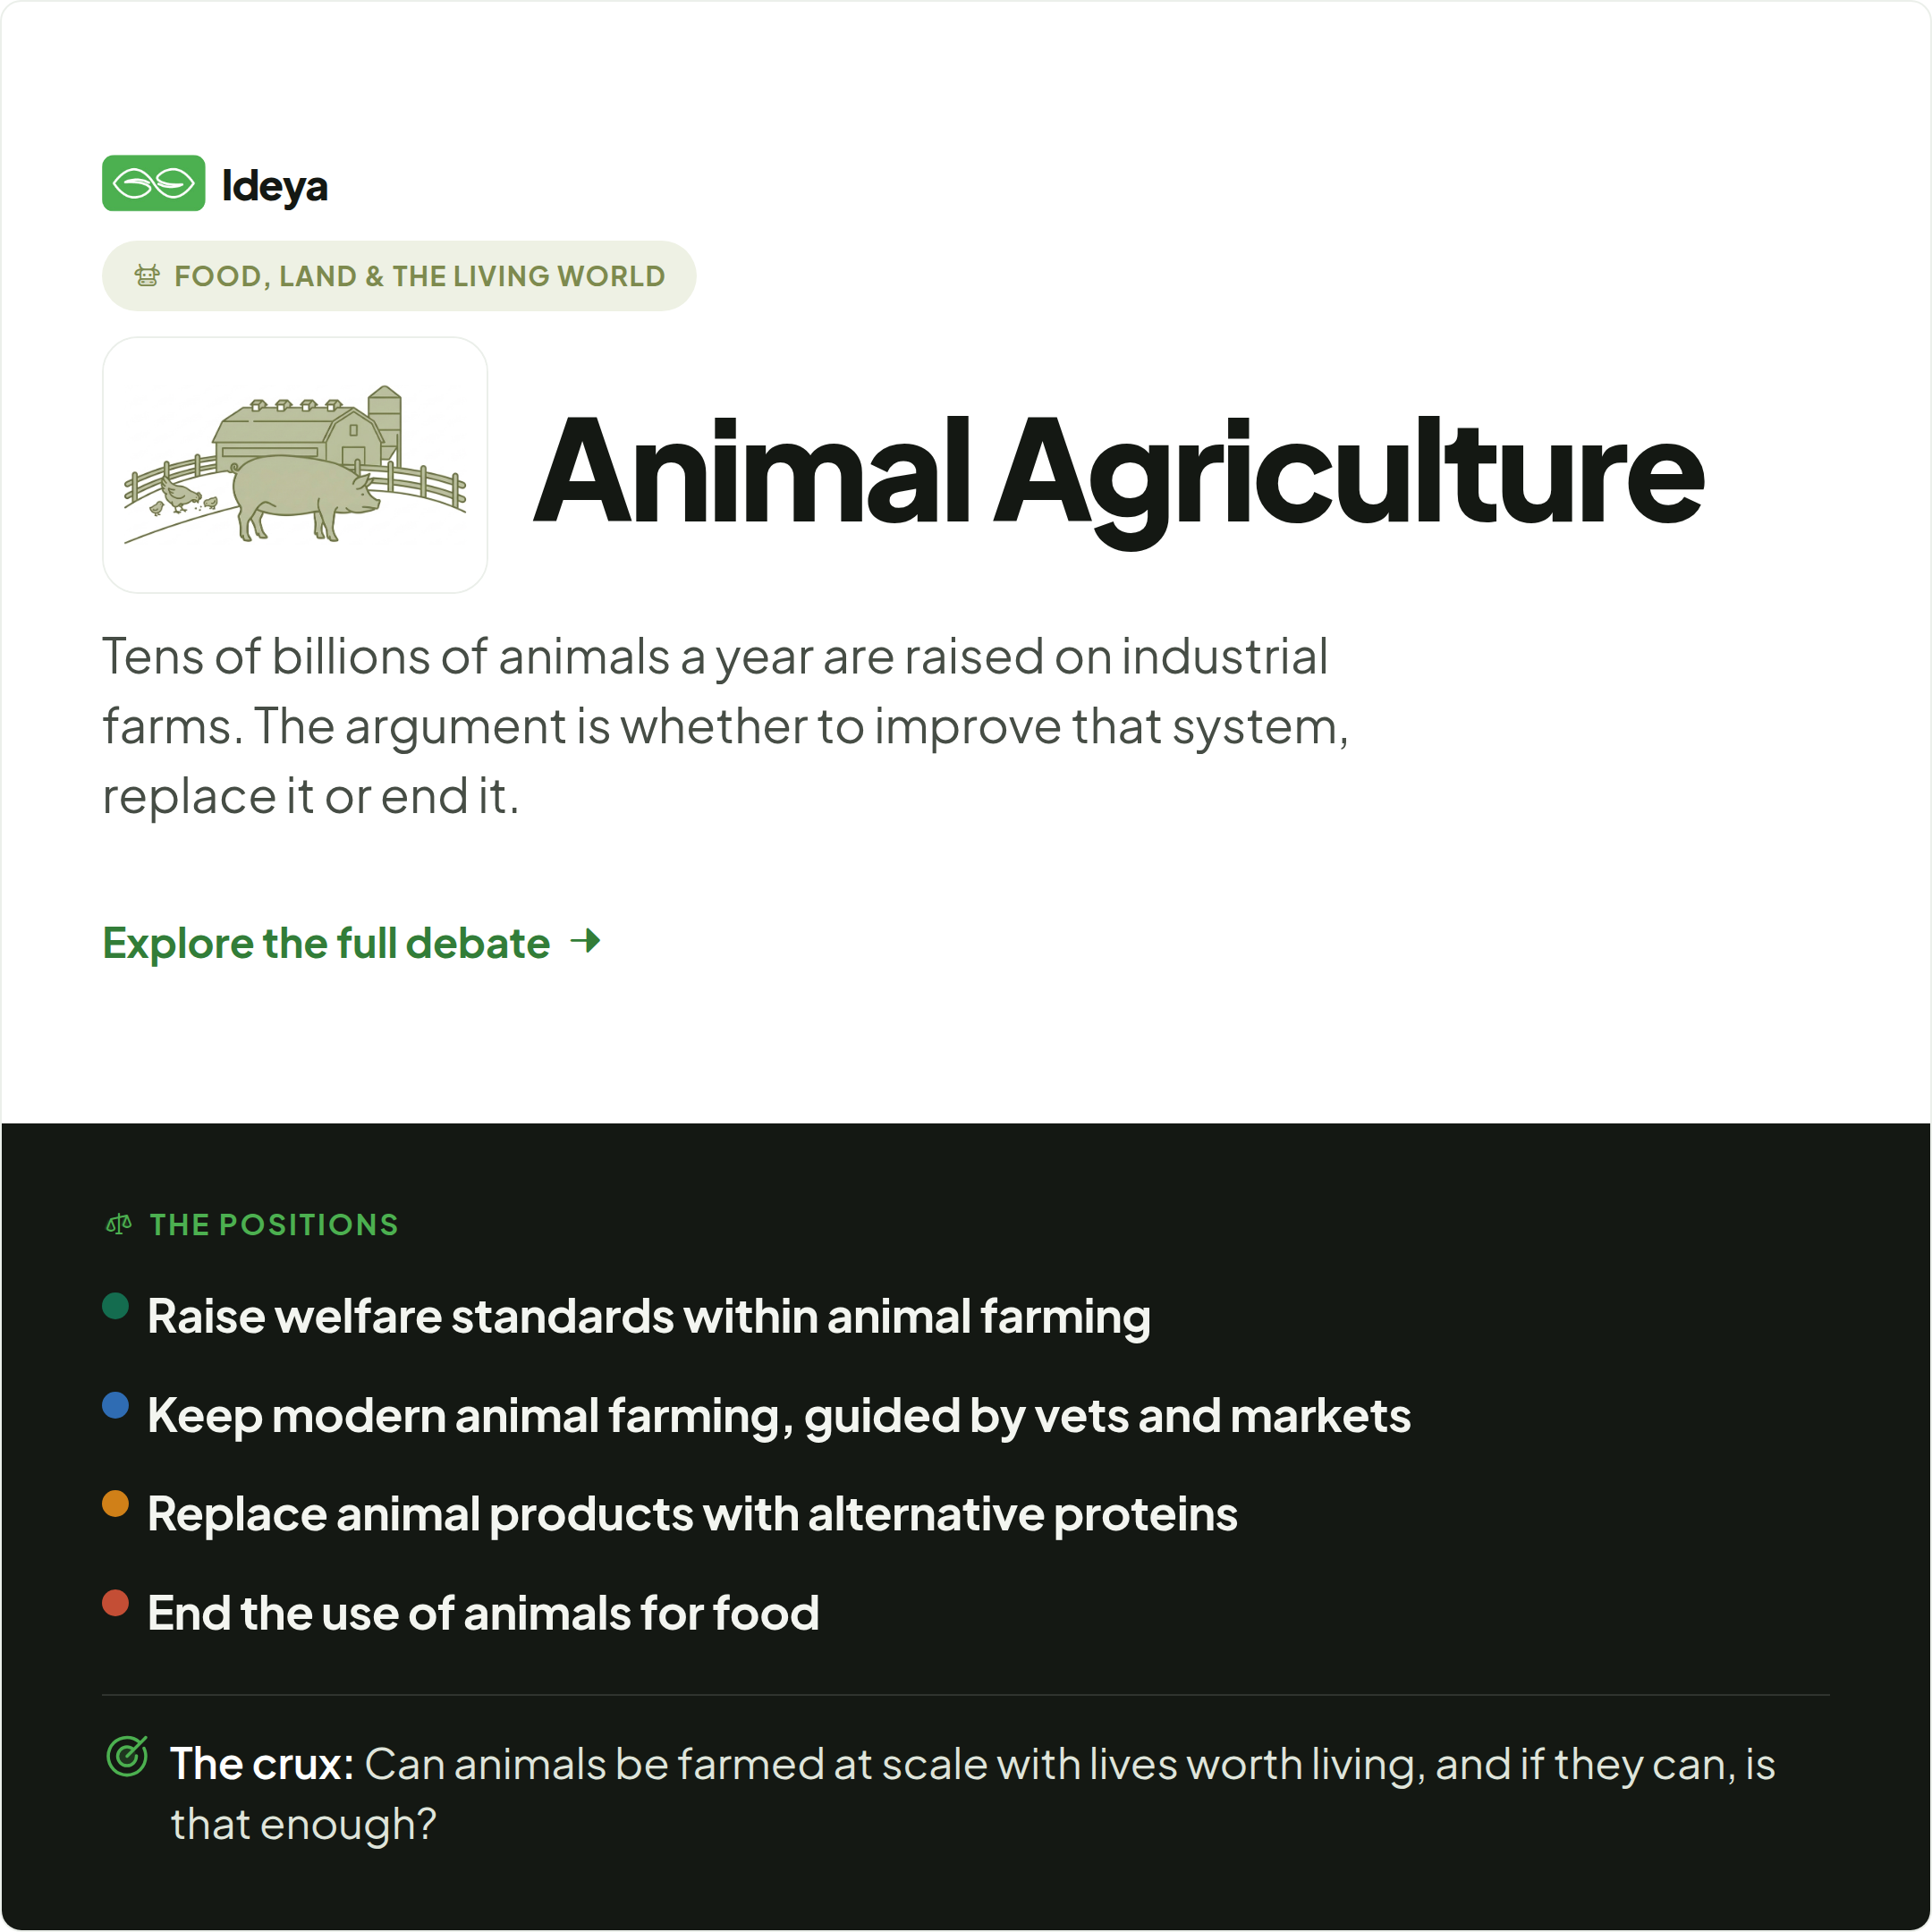 Ideya
FOOD, LAND & THE LIVING WORLD
Animal Agriculture
Tens of billions of animals a year are raised on industrial
farms. The argument is whether to improve that system,
replace it or end it.
Explore the full debate
THE POSITIONS
Raise welfare standards within animal farming
Keep modern animal farming, guided by vets and markets
Replace animal products with alternative proteins
End the use of animals for food
The crux: Can animals be farmed at scale with lives worth living, and if they can, is
that enough?